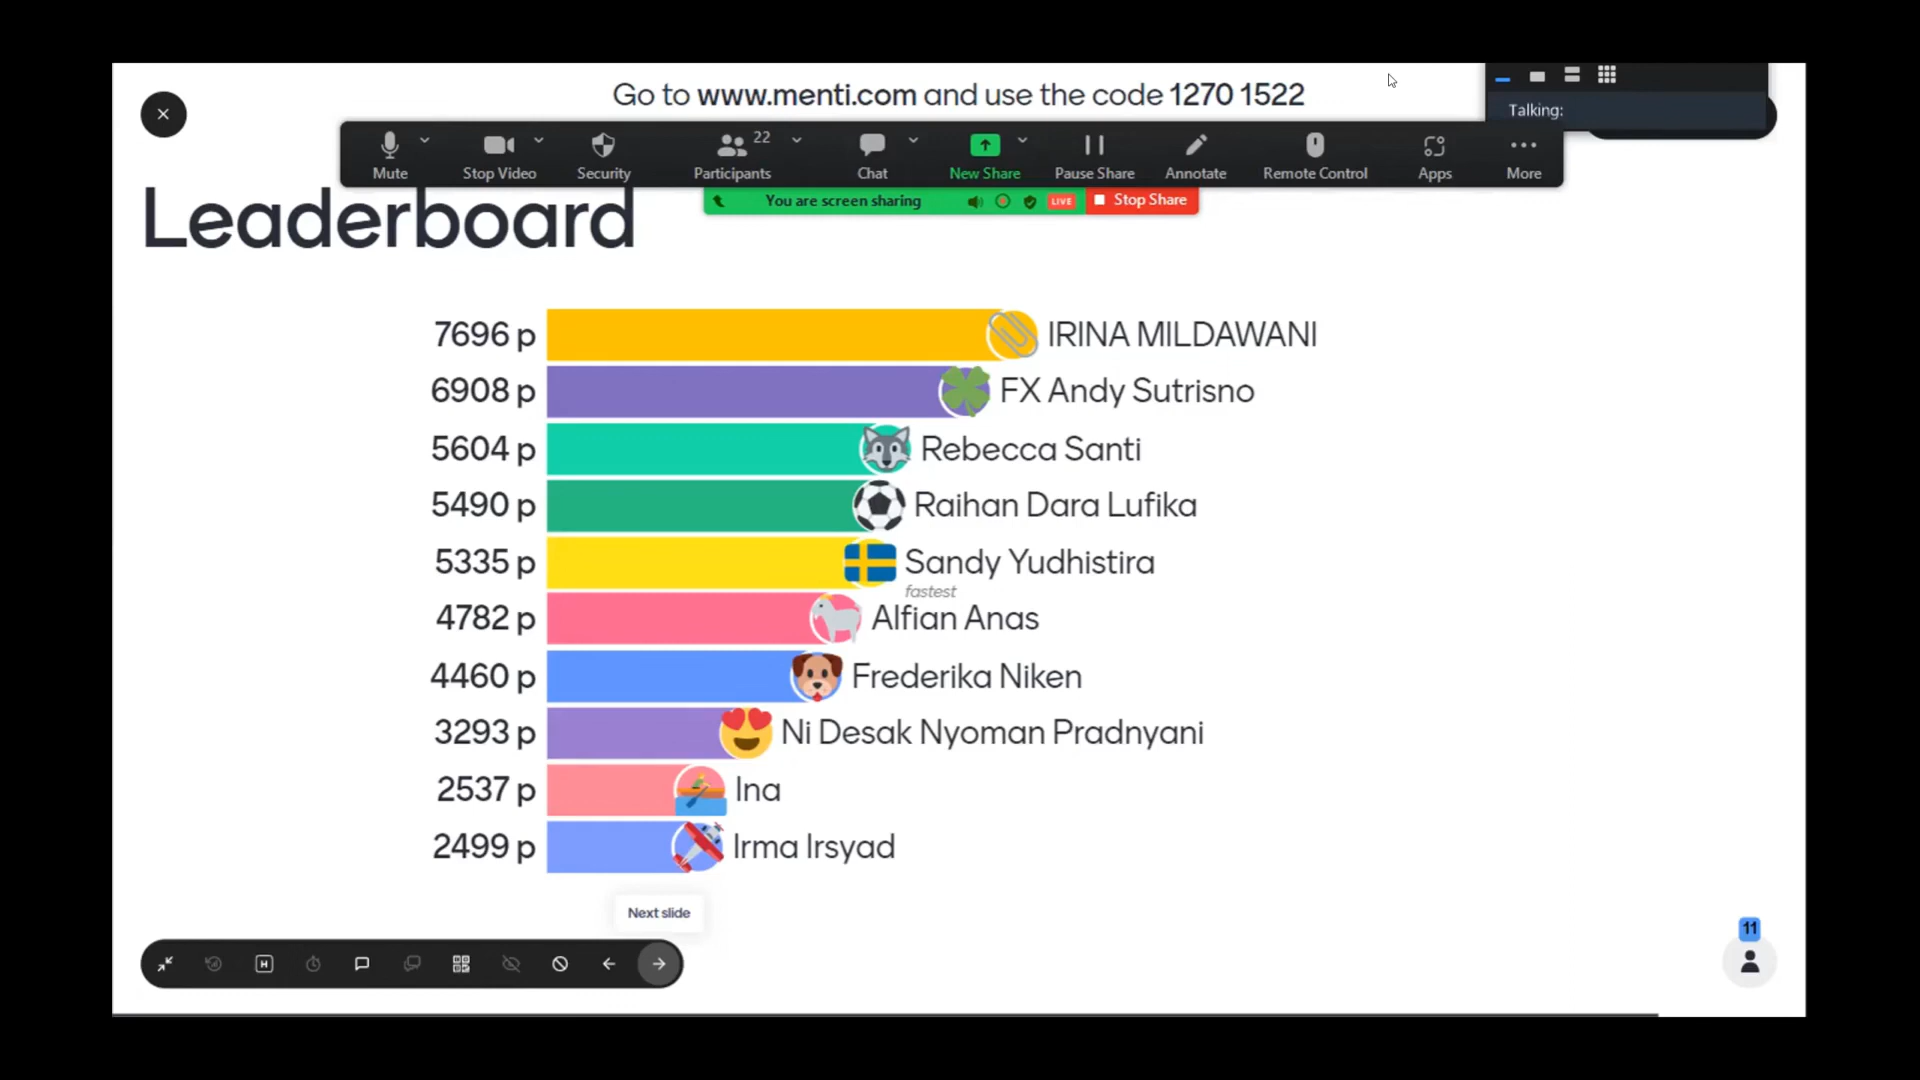 Go to www.menti.com and use the code 1270 1522
Talking:
22
Mute
Stop Video
Security
Participants
Chat
New Share
Pause Share
Annotate
Remote Control
Apps
More
You are screen sharing
LIVE
Stop Share
Leaderboard
7696 p IRINA MILDAWANI
6908 p FX Andy Sutrisno
5604 p Rebecca Santi
5490 p Raihan Dara Lufika
5335 p Sandy Yudhistira
fastest
4782 p Alfian Anas
4460 p Frederika Niken
3293 p Ni Desak Nyoman Pradnyani
2537 p Ina
2499 p Irma Irsyad
Next slide
11
H